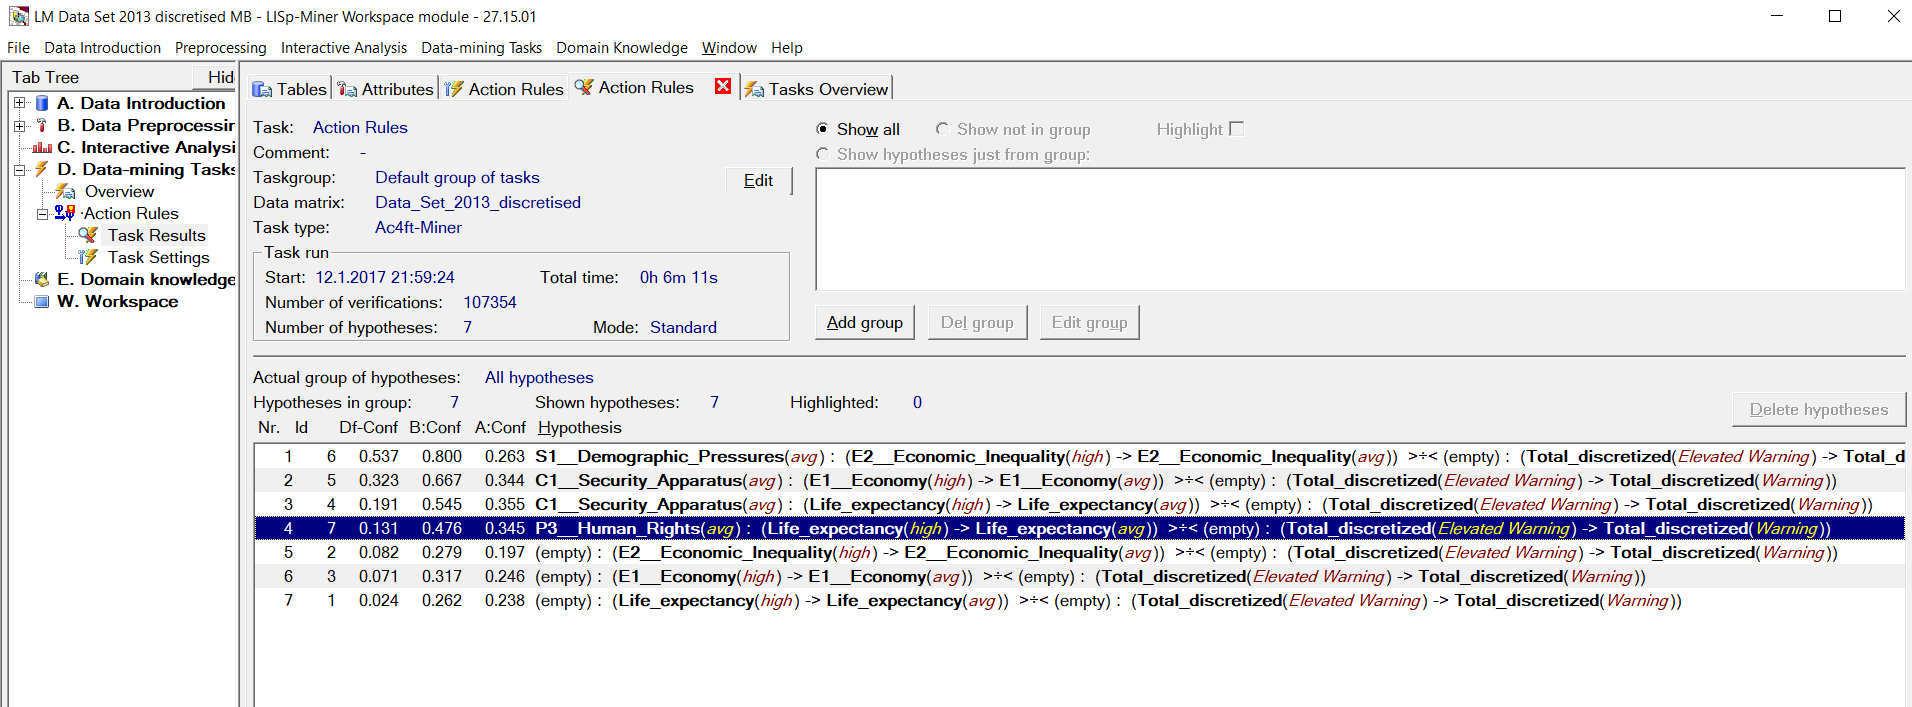 LM Data Set 2013 discretised MB - LISp-Miner Workspace module - 27.15.01
File Data Introduction Preprocessing Interactive Analysis Data-mining Tasks Domain Knowledge Window Help
Tab Tree Hide
A. Data Introduction
B. Data Preprocessin
C. Interactive Analysi
D. Data-mining Tasks
Overview
·Action Rules
Task Results
Task Settings
E. Domain knowledge
W. Workspace
Tables Attributes Action Rules Action Rules Tasks Overview
Task: Action Rules
Comment: -
Taskgroup: Default group of tasks
Data matrix: Data_Set_2013_discretised
Task type: Ac4ft-Miner
Edit
Task run
Start: 12.1.2017 21:59:24 Total time: 0h 6m 11s
Number of verifications: 107354
Number of hypotheses: 7 Mode: Standard
Show all Show not in group Highlight
Show hypotheses just from group:
Add group Del group Edit group
Actual group of hypotheses: All hypotheses
Hypotheses in group: 7 Shown hypotheses: 7 Highlighted: 0
Delete hypotheses
Nr. Id Df-Conf B:Conf A:Conf Hypothesis
1 6 0.537 0.800 0.263 S1__Demographic_Pressures(avg) : (E2__Economic_Inequality(high) -> E2__Economic_Inequality(avg)) >÷< (empty) : (Total_discretized(Elevated Warning) -> Total_d
2 5 0.323 0.667 0.344 C1__Security_Apparatus(avg) : (E1__Economy(high) -> E1__Economy(avg)) >÷< (empty) : (Total_discretized(Elevated Warning) -> Total_discretized(Warning))
3 4 0.191 0.545 0.355 C1__Security_Apparatus(avg) : (Life_expectancy(high) -> Life_expectancy(avg)) >÷< (empty) : (Total_discretized(Elevated Warning) -> Total_discretized(Warning))
4 7 0.131 0.476 0.345 P3__Human_Rights(avg) : (Life_expectancy(high) -> Life_expectancy(avg)) >÷< (empty) : (Total_discretized(Elevated Warning) -> Total_discretized(Warning))
5 2 0.082 0.279 0.197 (empty) : (E2__Economic_Inequality(high) -> E2__Economic_Inequality(avg)) >÷< (empty) : (Total_discretized(Elevated Warning) -> Total_discretized(Warning))
6 3 0.071 0.317 0.246 (empty) : (E1__Economy(high) -> E1__Economy(avg)) >÷< (empty) : (Total_discretized(Elevated Warning) -> Total_discretized(Warning))
7 1 0.024 0.262 0.238 (empty) : (Life_expectancy(high) -> Life_expectancy(avg)) >÷< (empty) : (Total_discretized(Elevated Warning) -> Total_discretized(Warning))